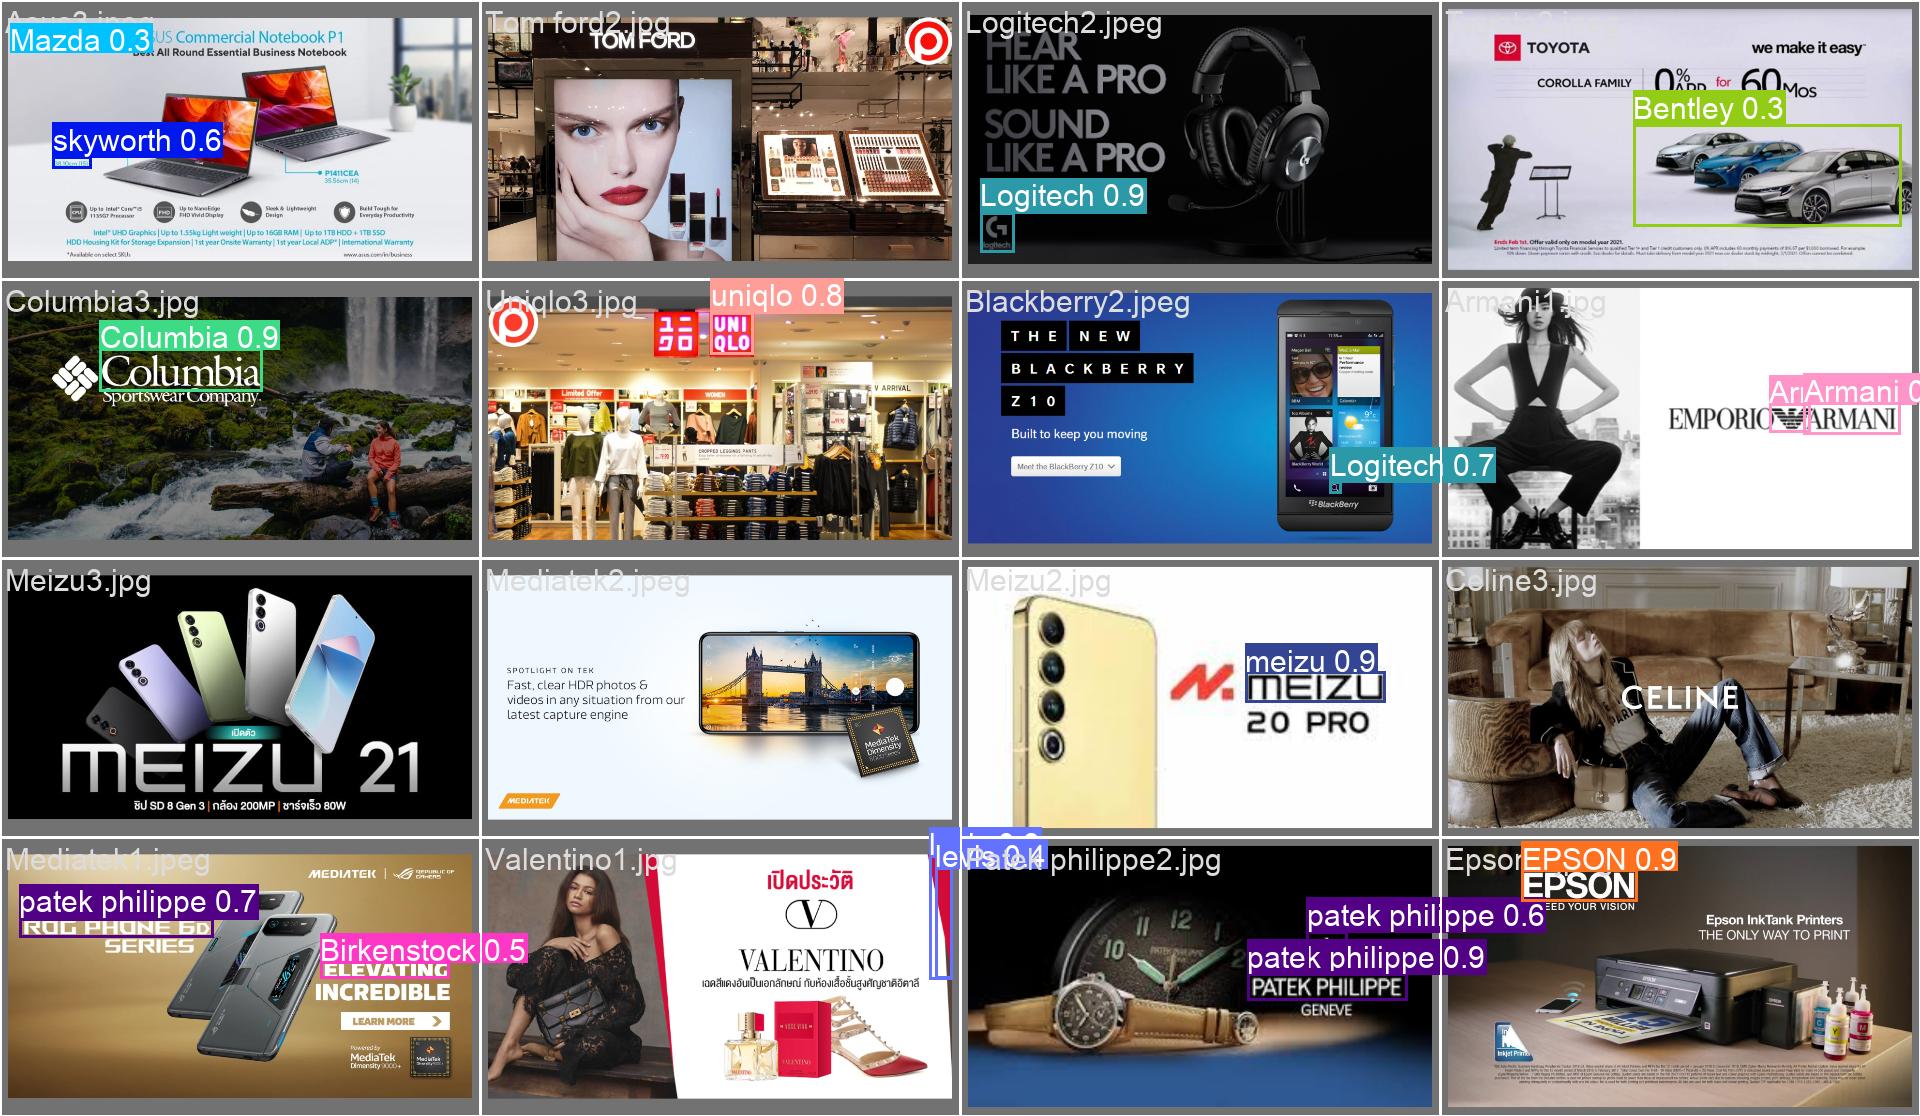 Mazda 0.3
SUS Commercial Notebook P1
Best All Round Essential Business Notebook
skyworth 0.6
P1411CEA
35.56cm (14)
Up to Intel® Core™ i5
1135G7 Processor
Up to NanoEdge
FHD Vivid Display
Sleek & Lightweight
Design
Build Tough for
Everyday Productivity
Intel® UHD Graphics | Up to 1.55kg Light weight | Up to 16GB RAM | Up to 1TB HDD + 1TB SSD
HDD Housing Kit for Storage Expansion | 1st year Onsite Warranty | 1st year Local ADP* | International Warranty
*Available on select SKUs
www.asus.com/in/business
Tom ford2.jpg
TOM FORD
Logitech2.jpeg
HEAR
LIKE A PRO
SOUND
LIKE A PRO
Logitech 0.9
logitech
TOYOTA
we make it easy
COROLLA FAMILY
0% APR for 60 Mos
Bentley 0.3
Ends Feb 1st. Offer valid only on model year 2021.
Columbia3.jpg
Columbia 0.9
Columbia
Sportswear Company
Uniqlo3.jpg
uniqlo 0.8
ユニ
クロ
UNI
QLO
Limited Offer
WOMEN
NEW ARRIVAL
CROPPED LEGGINGS PANTS
Blackberry2.jpeg
THE NEW
BLACKBERRY
Z10
Built to keep you moving
Meet the BlackBerry Z10
Logitech 0.7
BlackBerry
Armani1.jpg
Armani 0
EMPORIO ARMANI
Meizu3.jpg
เปิดตัว
MEIZU 21
ชิป SD 8 Gen 3 | กล้อง 200MP | ชาร์จเร็ว 80W
Mediatek2.jpeg
SPOTLIGHT ON TEK
Fast, clear HDR photos &
videos in any situation from our
latest capture engine
MediaTek
Dimensity
MEDIATEK
Meizu2.jpg
meizu 0.9
MEIZU
20 PRO
Celine3.jpg
CELINE
PARIS
Mediatek1.jpeg
MEDIATEK
REPUBLIC OF
GAMERS
patek philippe 0.7
ROG PHONE 6D
SERIES
Birkenstock 0.5
ELEVATING
INCREDIBLE
LEARN MORE
Powered by
MediaTek
Dimensity 9000+
Valentino1.jpg
levis 0.4
เปิดประวัติ
V
VALENTINO
เฉดสีแดงอันเป็นเอกลักษณ์ กับห้องเสื้อชั้นสูงสัญชาติอิตาลี
VALENTINO
Patek philippe2.jpg
patek philippe 0.6
patek philippe 0.9
PATEK PHILIPPE
GENEVE
EPSON 0.9
EPSON
EED YOUR VISION
Epson InkTank Printers
THE ONLY WAY TO PRINT